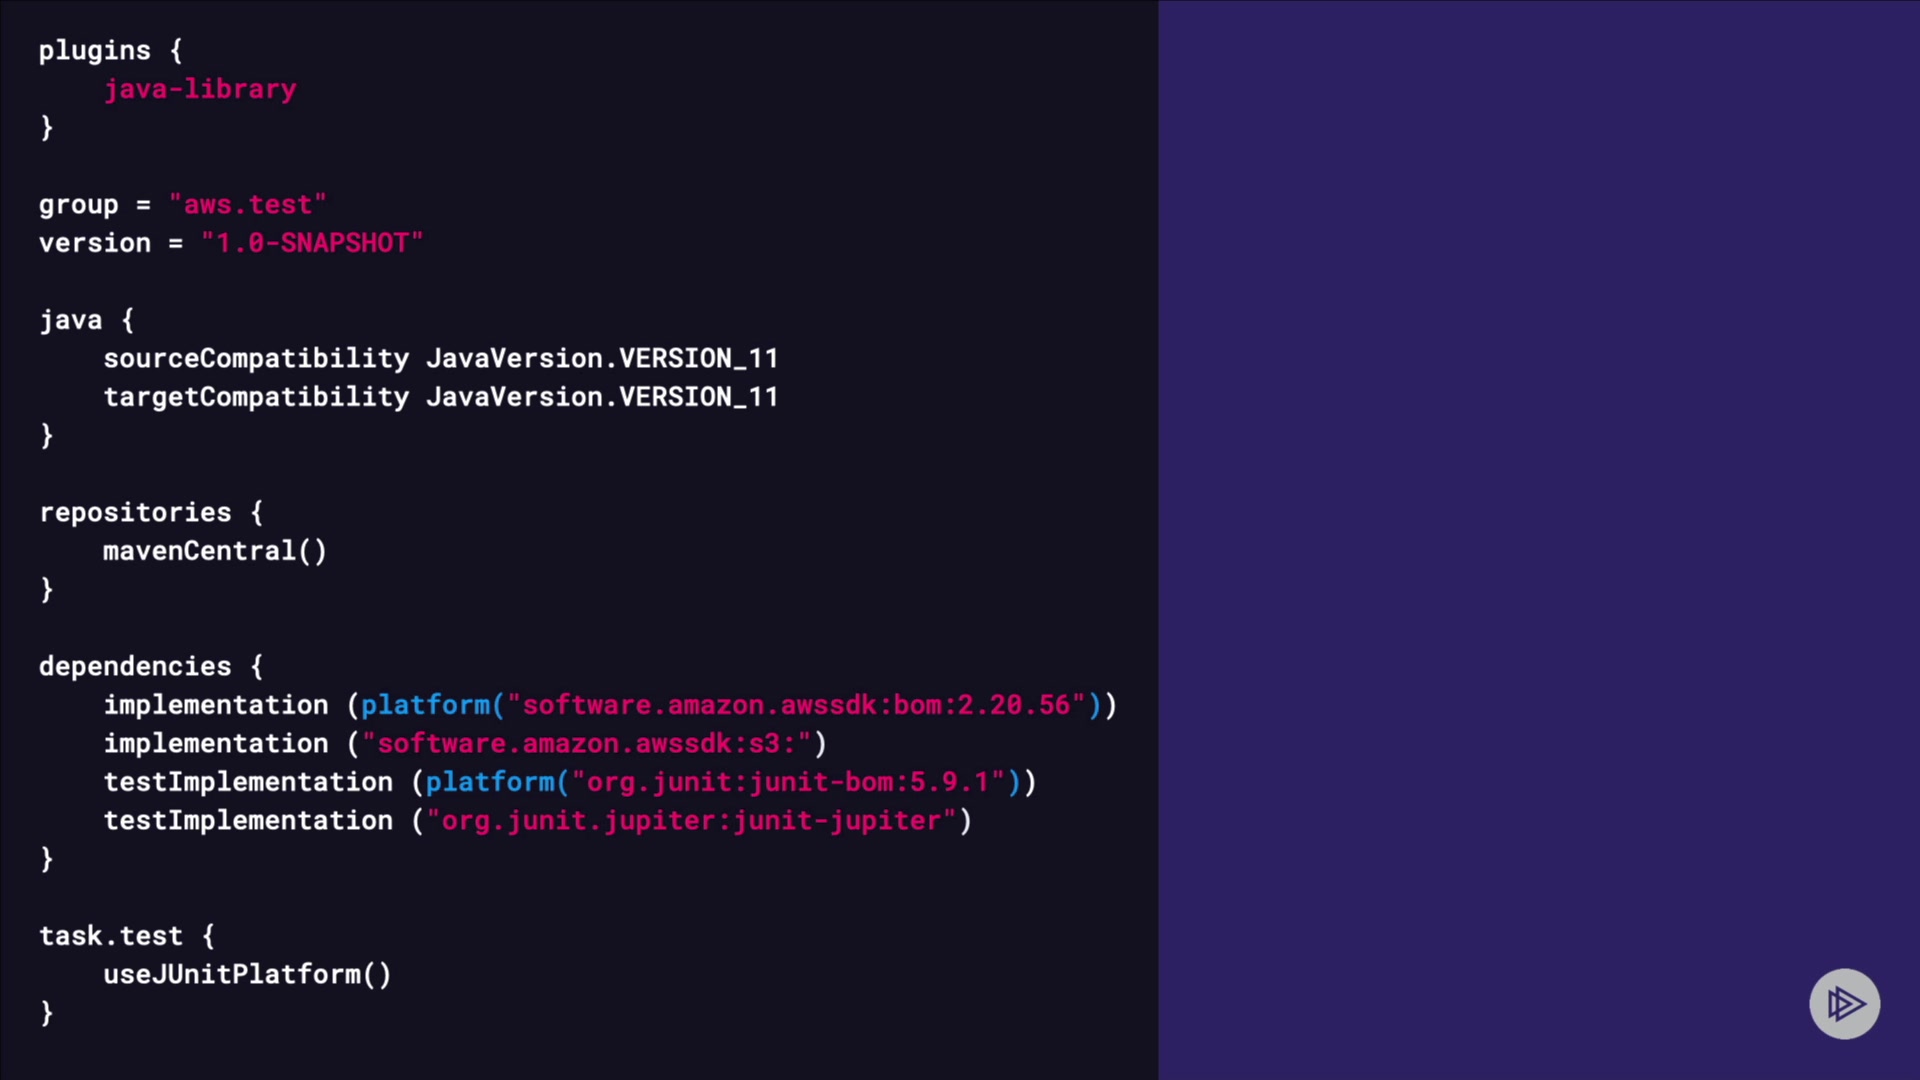 plugins {
java-library
}
group = "aws.test"
version = "1.0-SNAPSHOT"
java {
sourceCompatibility JavaVersion.VERSION_11
targetCompatibility JavaVersion.VERSION_11
}
repositories {
mavenCentral()
}
dependencies {
implementation (platform("software.amazon.awssdk:bom:2.20.56"))
implementation ("software.amazon.awssdk:s3:")
testImplementation (platform("org.junit:junit-bom:5.9.1"))
testImplementation ("org.junit.jupiter:junit-jupiter")
}
task.test {
useJUnitPlatform()
}